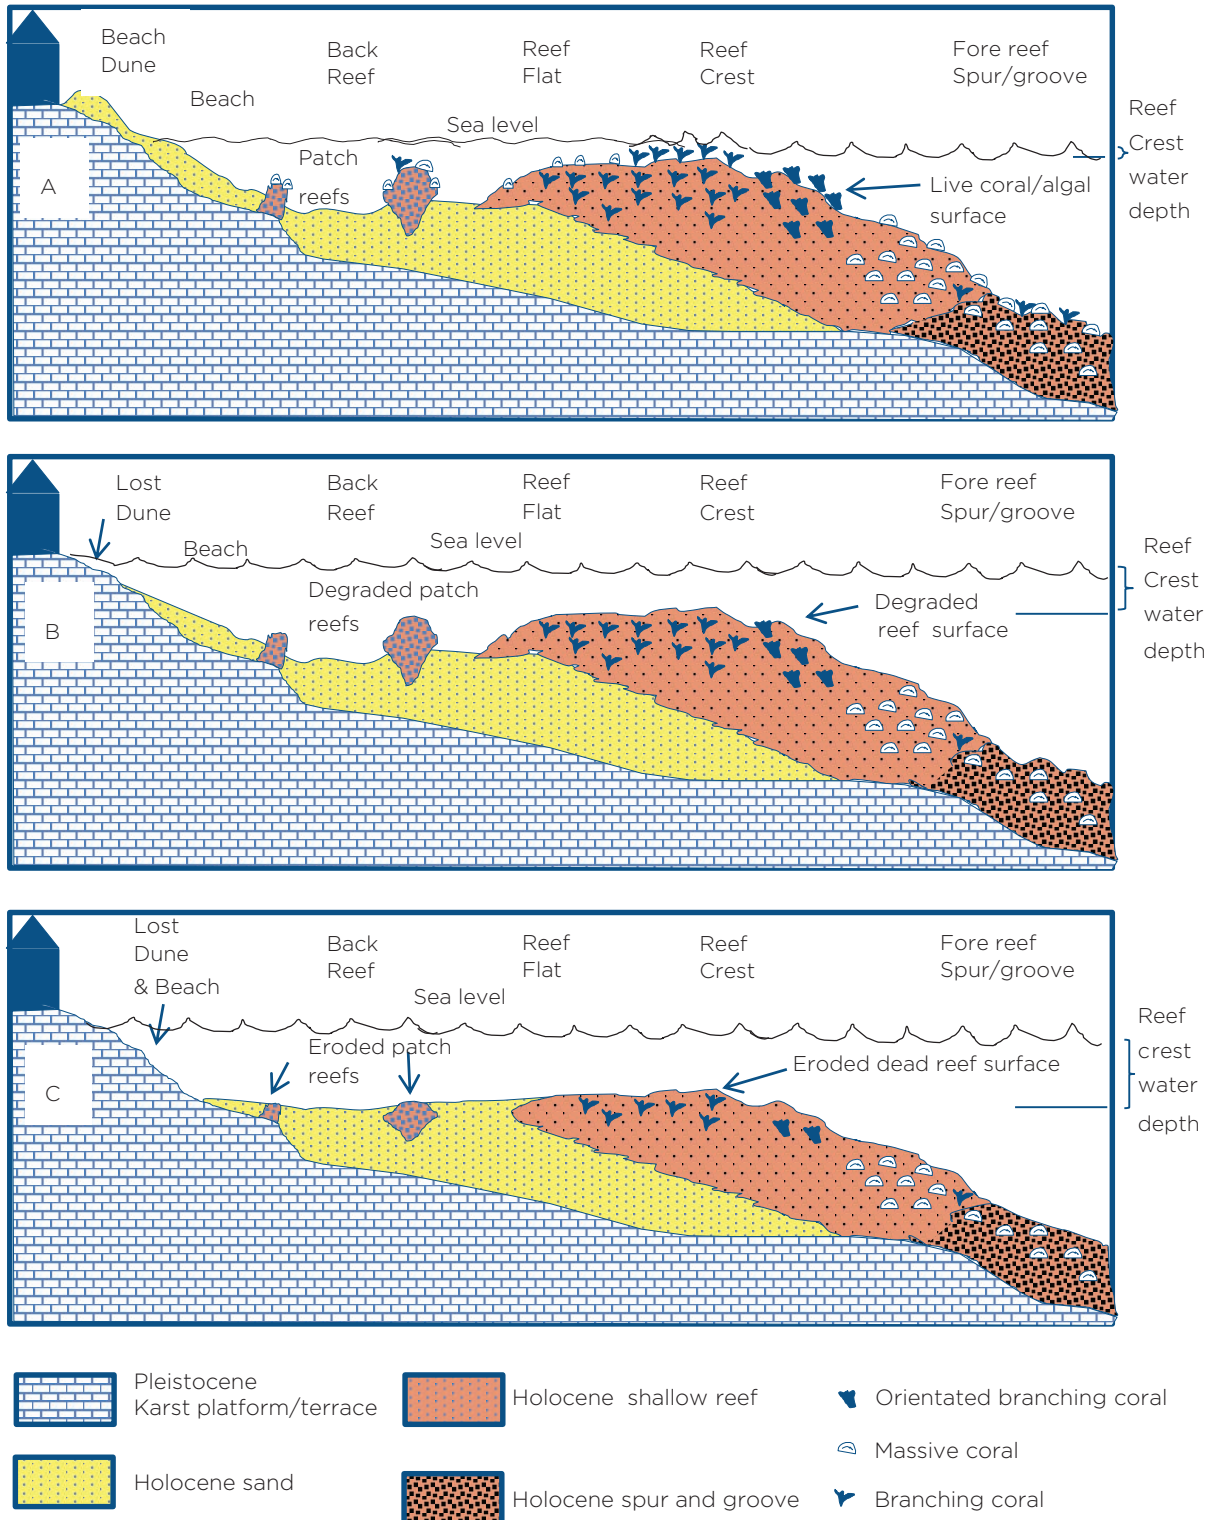 Beach
Dune
Beach
Back
Reef
Reef
Flat
Reef
Crest
Fore reef
Spur/groove
Sea level
Reef
Crest
water
depth
A
Patch
reefs
Live coral/algal
surface
Lost
Dune
Beach
Back
Reef
Reef
Flat
Reef
Crest
Fore reef
Spur/groove
Sea level
Reef
Crest
water
depth
B
Degraded patch
reefs
Degraded
reef surface
Lost
Dune
& Beach
Back
Reef
Reef
Flat
Reef
Crest
Fore reef
Spur/groove
Sea level
Reef
crest
water
depth
C
Eroded patch
reefs
Eroded dead reef surface
Pleistocene
Karst platform/terrace
Holocene shallow reef
Orientated branching coral
Massive coral
Holocene sand
Holocene spur and groove
Branching coral